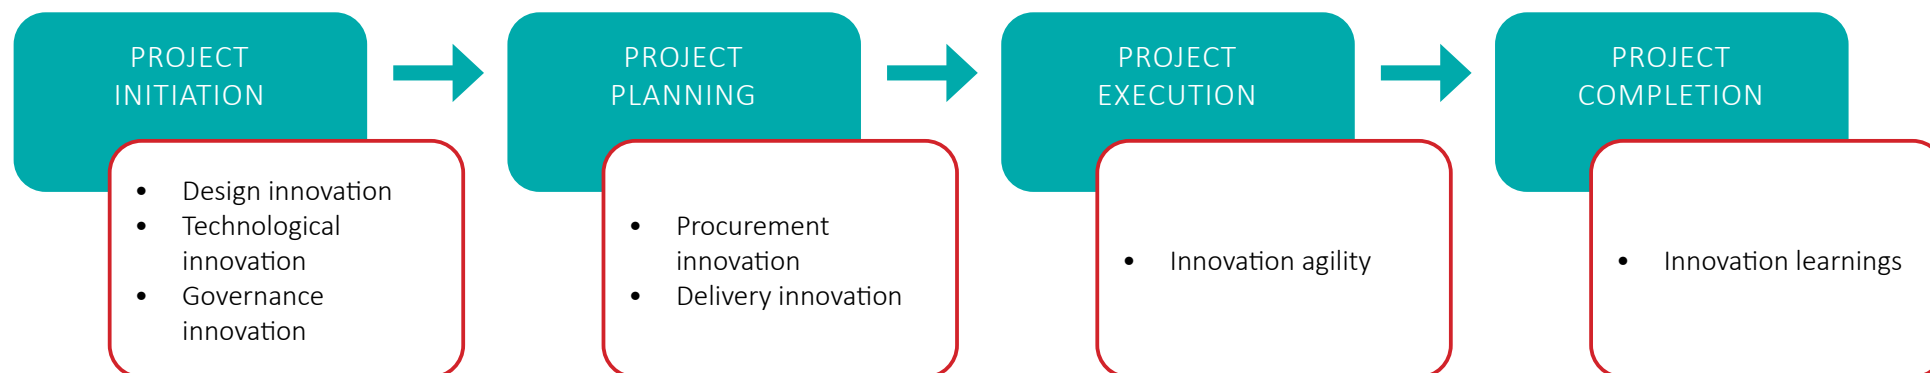 PROJECT
INITIATION
• Design innovation
• Technological
innovation
• Governance
innovation
PROJECT
PLANNING
• Procurement
innovation
• Delivery innovation
PROJECT
EXECUTION
• Innovation agility
PROJECT
COMPLETION
• Innovation learnings